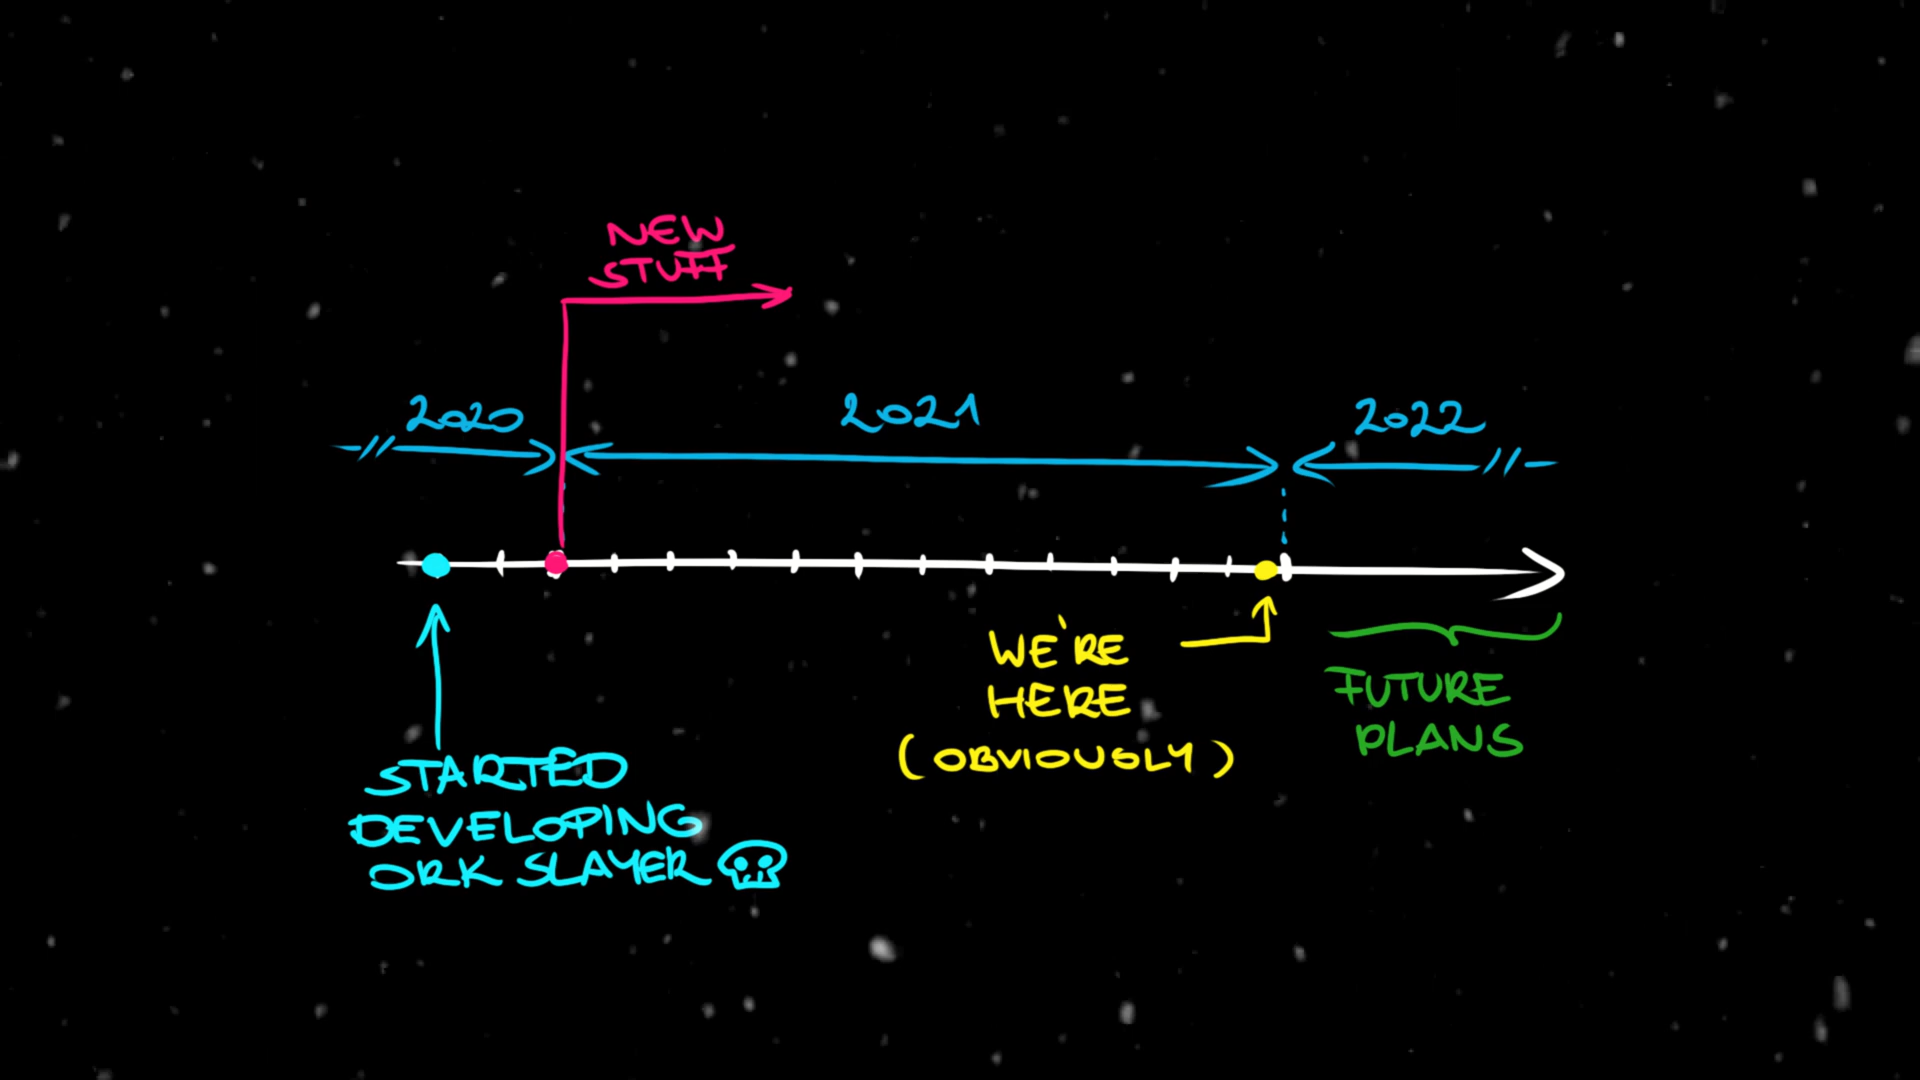 NEW
STUFF
2020
2021
2022
WE'RE
HERE
(OBVIOUSLY)
FUTURE
PLANS
STARTED
DEVELOPING
ORK SLAYER